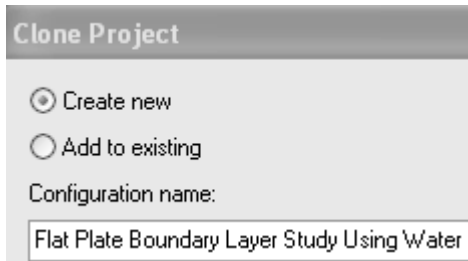 Clone Project
Create new
Add to existing
Configuration name:
Flat Plate Boundary Layer Study Using Water